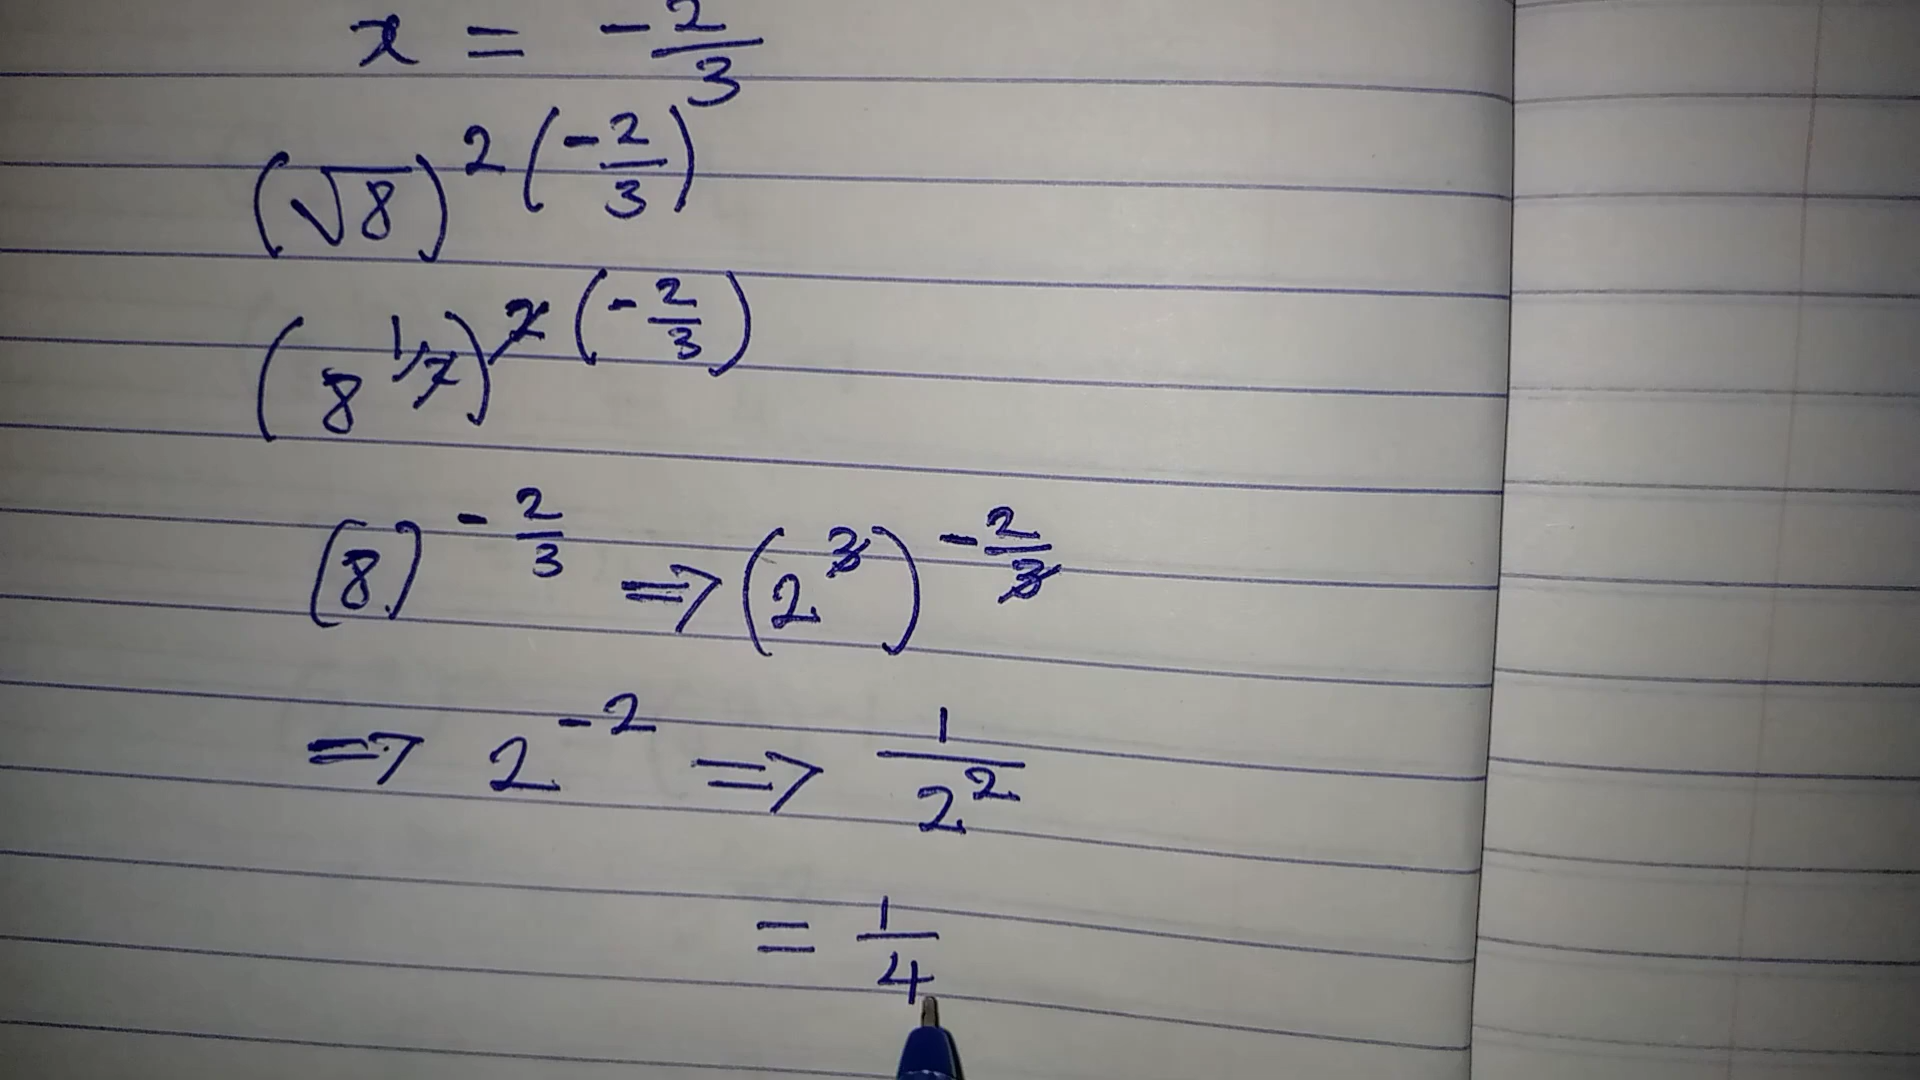 x = -2/3
(√8)^2(-2/3)
(8^1/2)^2(-2/3)
(8)^-2/3 ⇒ (2^3)^-2/3
⇒ 2^-2 ⇒ 1/2^2
= 1/4